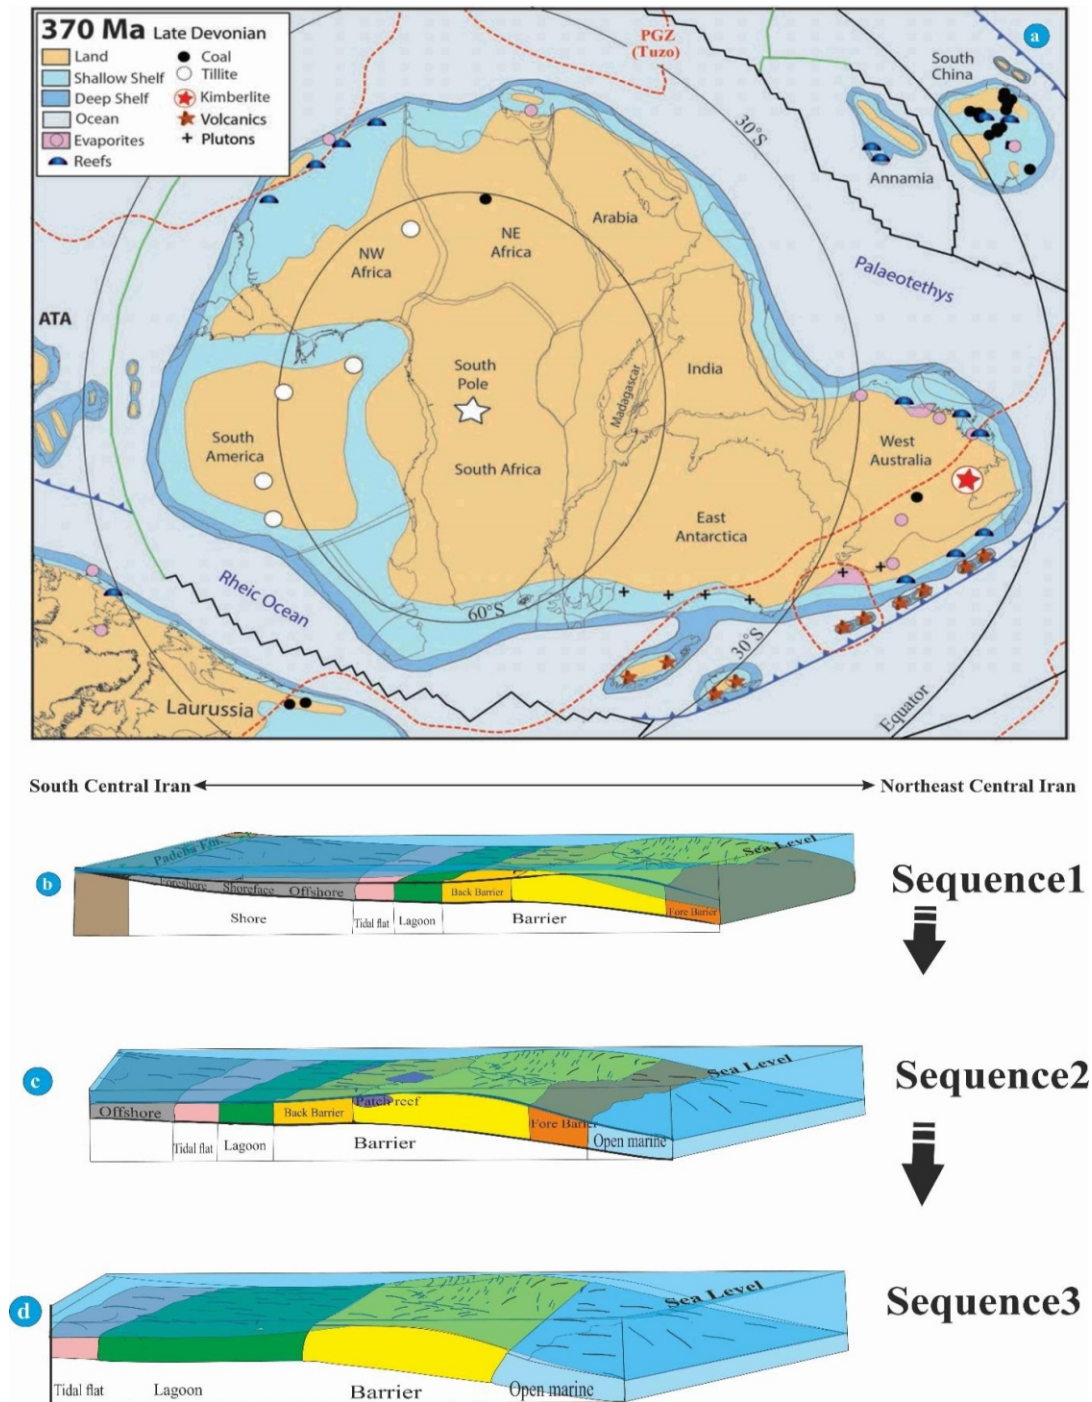 370 Ma Late Devonian
Land
Shallow Shelf
Deep Shelf
Ocean
Evaporites
Reefs
Coal
Tillite
Kimberlite
Volcanics
Plutons
PGZ
(Tuzo)
a
South
China
30°S
Annamia
Arabia
NE
Africa
NW
Africa
Palaeotethys
ATA
South
Pole
India
Madagascar
South
America
West
Australia
South Africa
East
Antarctica
Rheic Ocean
60°S
30°S
Laurussia
Equator
South Central Iran
Northeast Central Iran
Sea Level
b
Foreshore
Shoreface
Offshore
Back Barrier
Fore Barier
Shore
Tidal flat
Lagoon
Barrier
Sequence1
c
Sea Level
Offshore
Back Barrier
Patch reef
Fore Barier
Tidal flat
Lagoon
Barrier
Open marine
Sequence2
d
Sea Level
Tidal flat
Lagoon
Barrier
Open marine
Sequence3